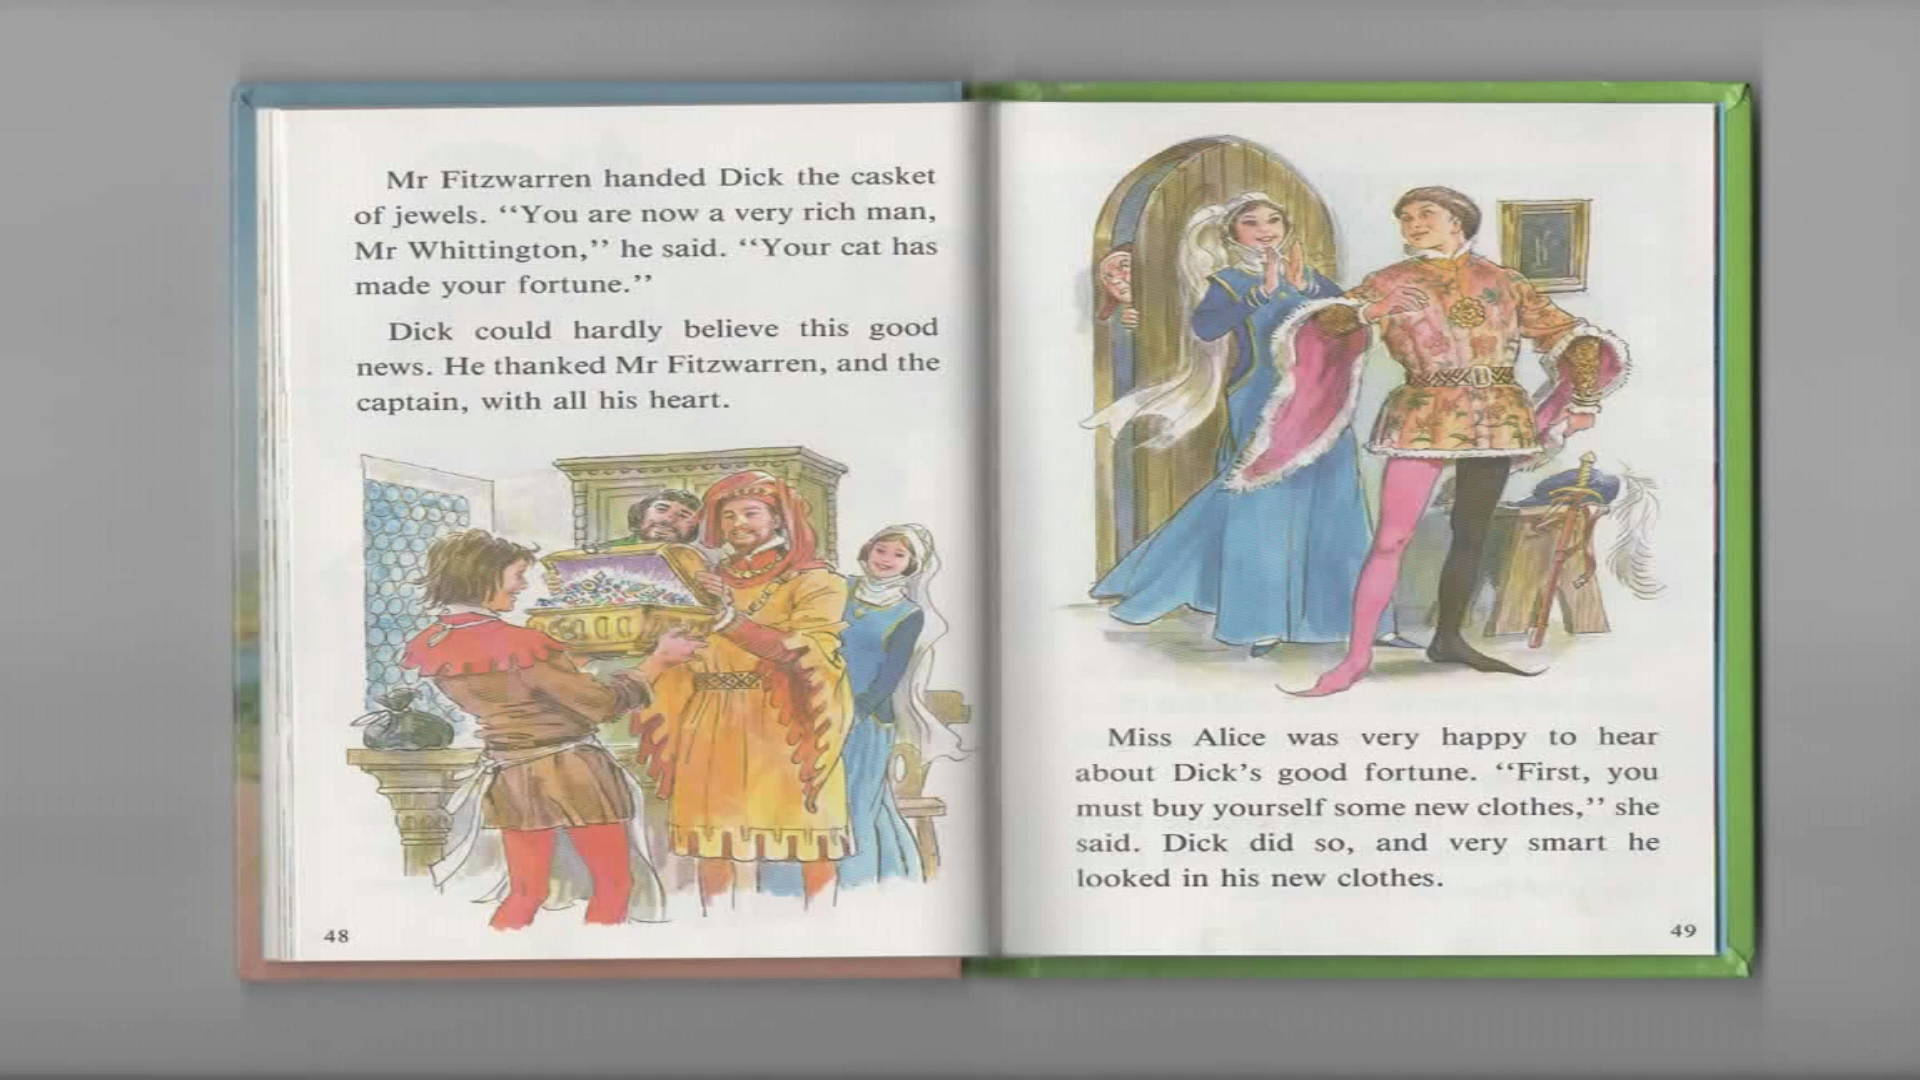 Mr Fitzwarren handed Dick the casket
of jewels. “You are now a very rich man,
Mr Whittington,” he said. “Your cat has
made your fortune.”
Dick could hardly believe this good
news. He thanked Mr Fitzwarren, and the
captain, with all his heart.
48
Miss Alice was very happy to hear
about Dick’s good fortune. “First, you
must buy yourself some new clothes,” she
said. Dick did so, and very smart he
looked in his new clothes.
49